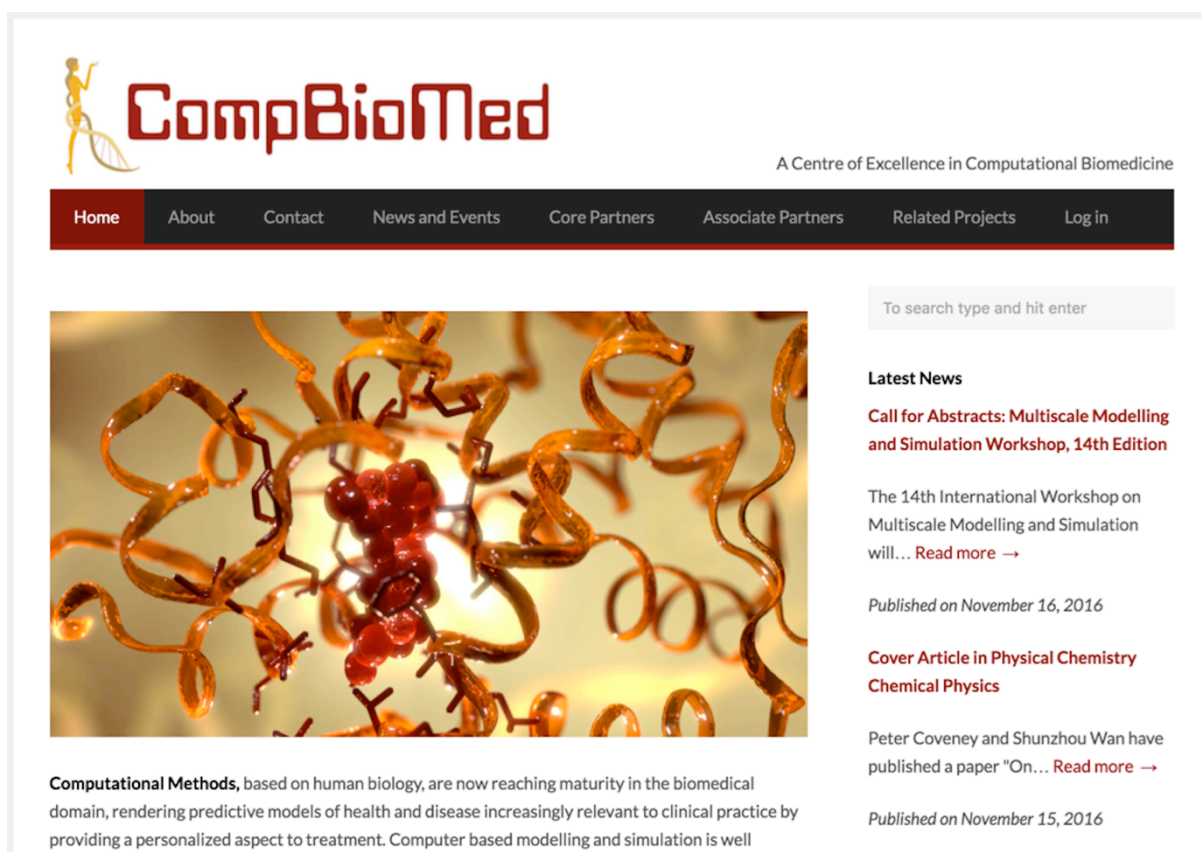 CompBioMed
A Centre of Excellence in Computational Biomedicine
Home About Contact News and Events Core Partners Associate Partners Related Projects Log in
To search type and hit enter
Latest News
Call for Abstracts: Multiscale Modelling
and Simulation Workshop, 14th Edition
The 14th International Workshop on
Multiscale Modelling and Simulation
will… Read more →
Published on November 16, 2016
Cover Article in Physical Chemistry
Chemical Physics
Peter Coveney and Shunzhou Wan have
published a paper "On… Read more →
Published on November 15, 2016
Computational Methods, based on human biology, are now reaching maturity in the biomedical
domain, rendering predictive models of health and disease increasingly relevant to clinical practice by
providing a personalized aspect to treatment. Computer based modelling and simulation is well